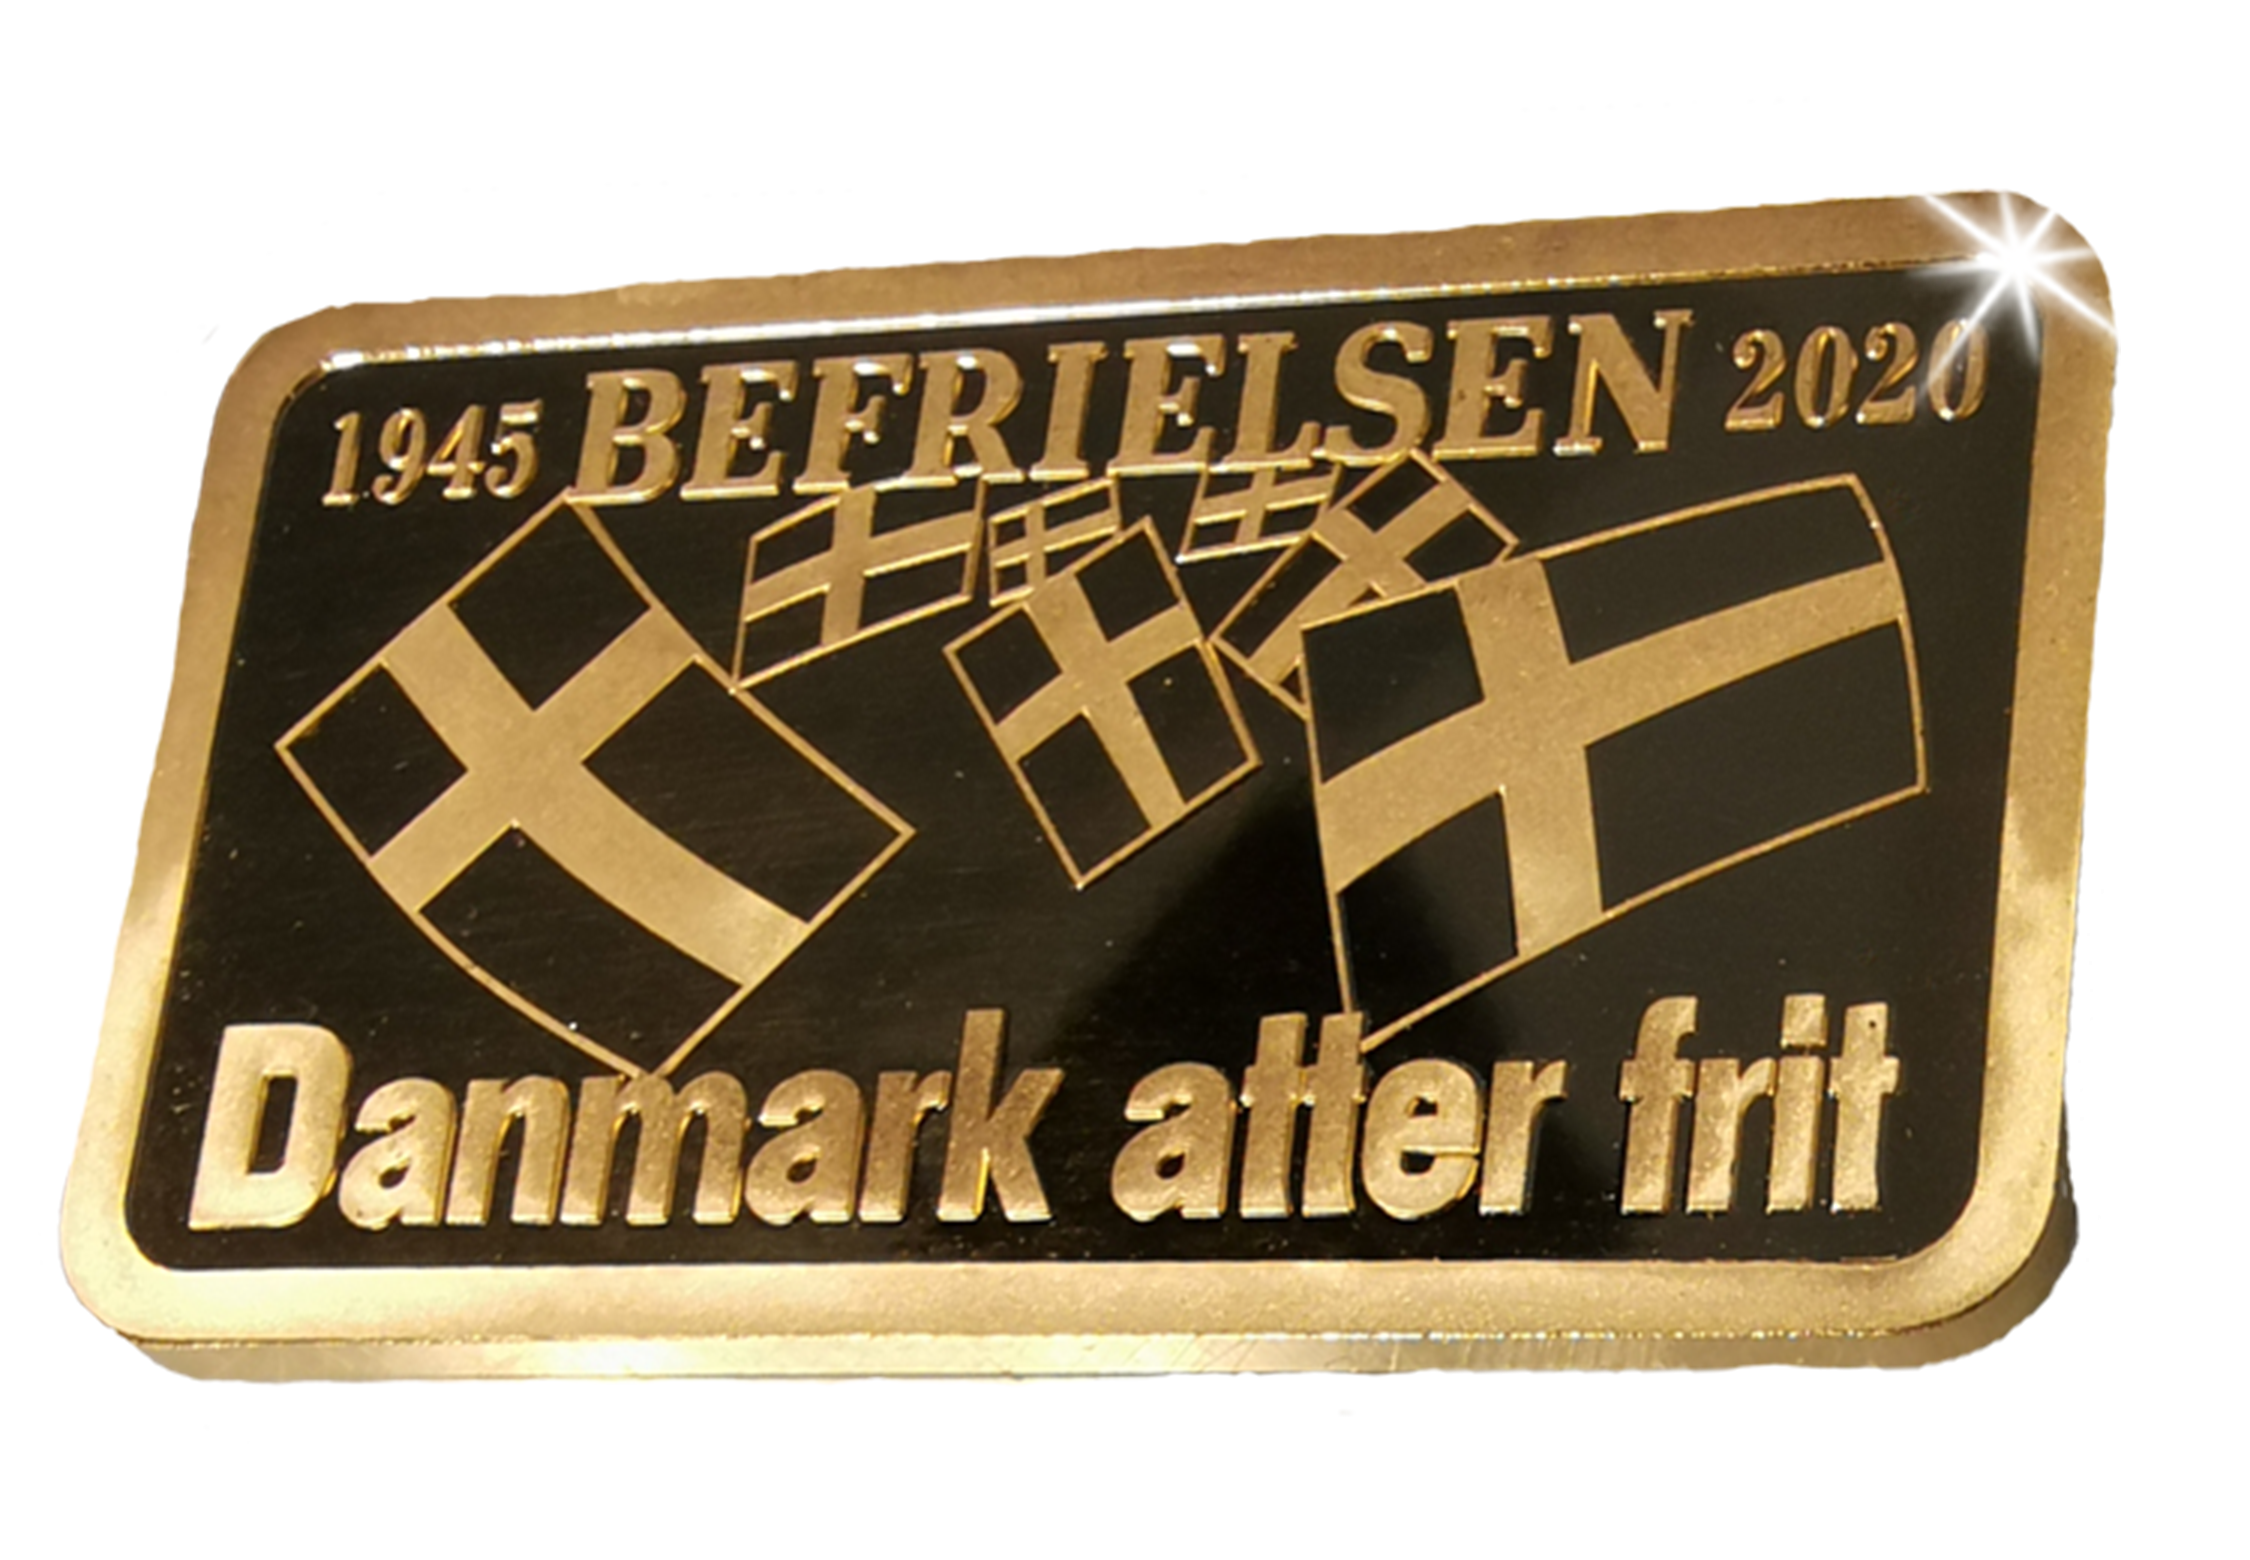 1945 BEFRIELSEN 2020
Danmark atter frit